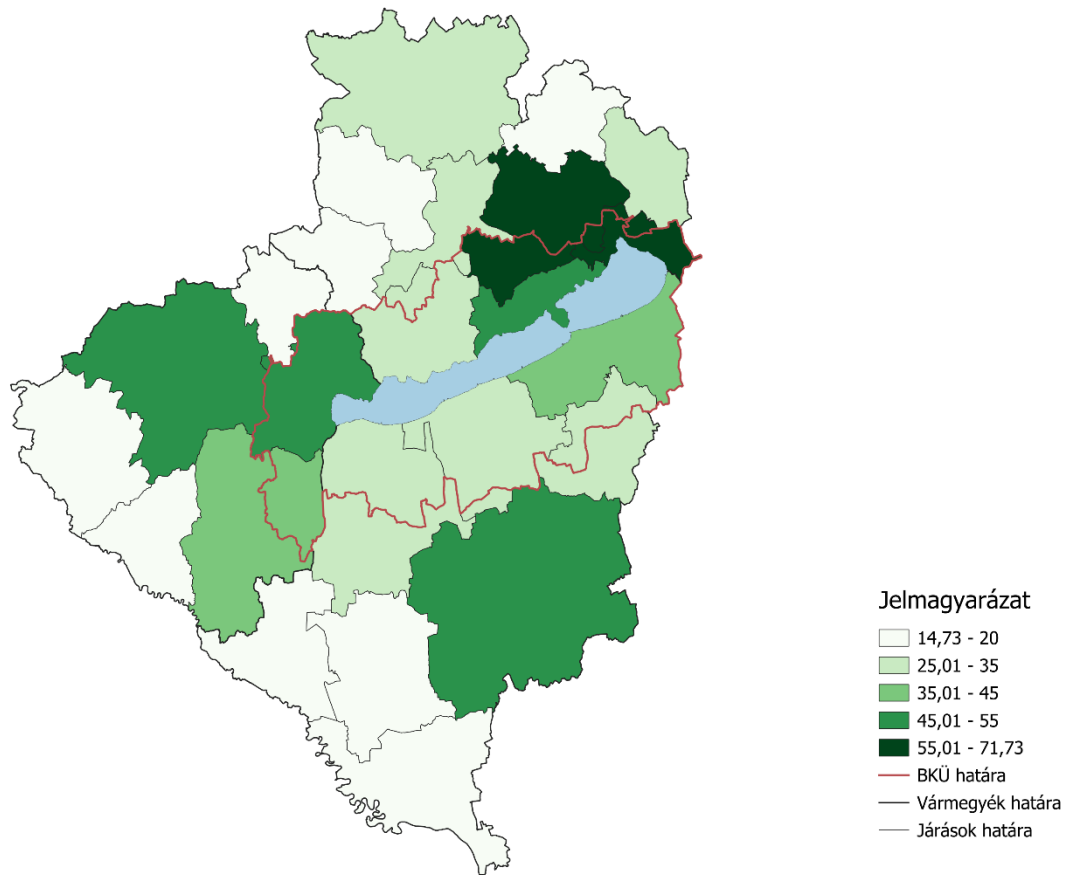 Jelmagyarázat
14,73 - 20
25,01 - 35
35,01 - 45
45,01 - 55
55,01 - 71,73
BKÜ határa
Vármegyék határa
Járások határa